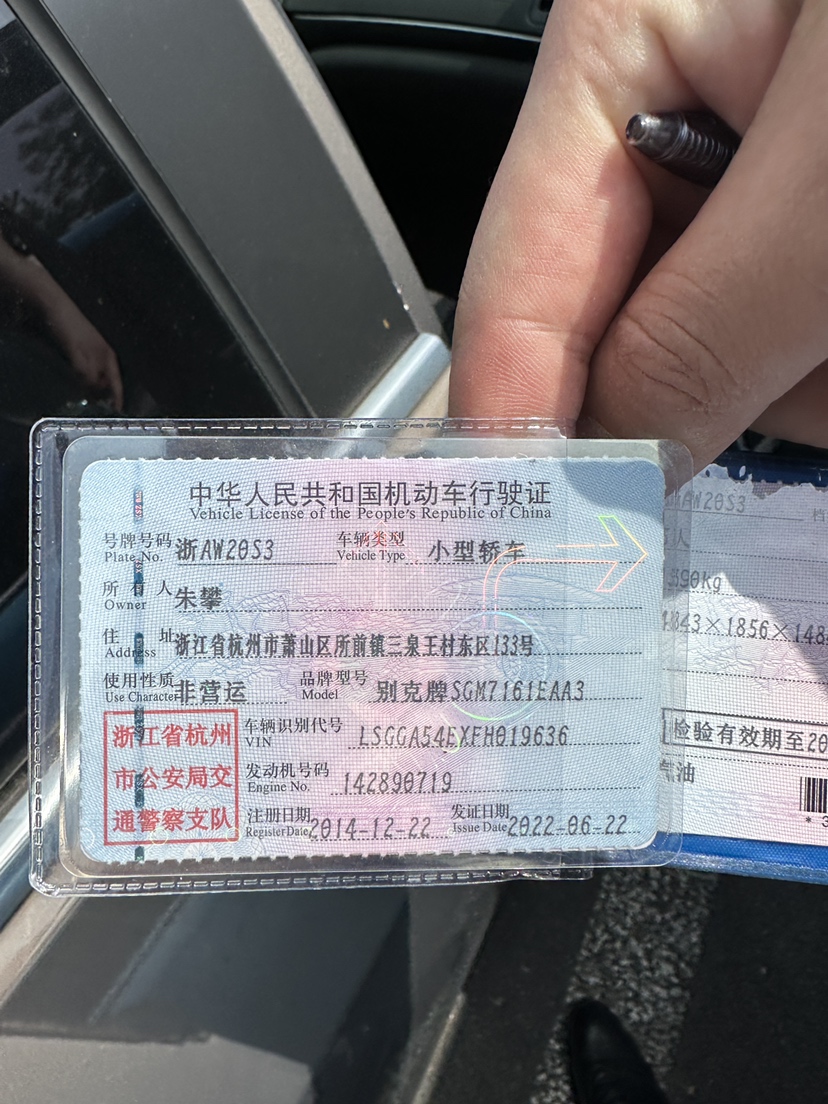 中华人民共和国机动车行驶证
Vehicle License of the People's Republic of China
号牌号码 浙AW20S3 车辆类型 小型轿车
Plate No. Vehicle Type
所有人 朱攀
Owner
住址 浙江省杭州市萧山区所前镇三泉王村东区133号
Address
使用性质 非营运 品牌型号 别克牌SGM7161EAA3
Use Character Model
浙江省杭州
市公安局交
通警察支队
车辆识别代号 LSGGA54EXEH019636
VIN
发动机号码 142890719
Engine No.
注册日期 2014-12-22 发证日期 2022-06-22
Register Date Issue Date
AW20S3 档
人
590kg
4843×1856×148
检验有效期至20
气油
* 3